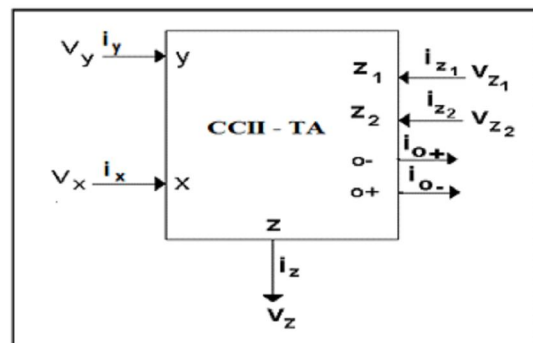 Vy iy y
z1 iz1 Vz1
z2 iz2 Vz2
CCII - TA
o- io+
Vx ix x
o+ io-
z
iz
Vz